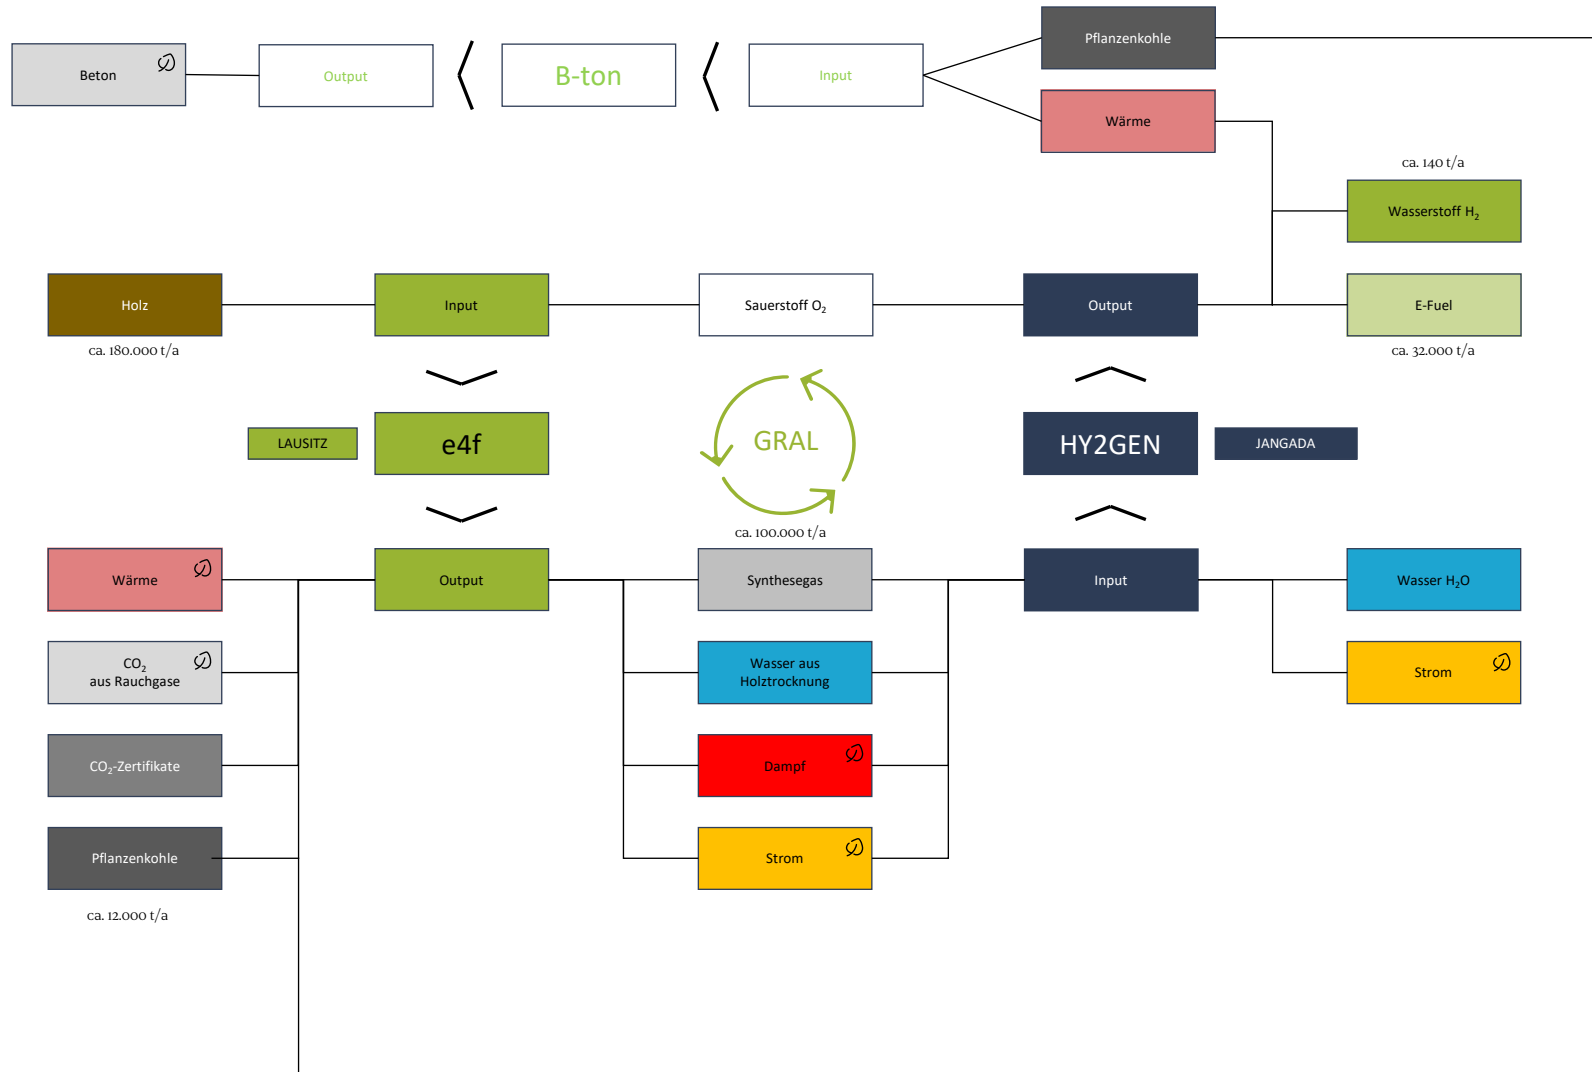 Pflanzenkohle
Beton
Output
B-ton
Input
Wärme
ca. 140 t/a
Wasserstoff H₂
Holz
Input
Sauerstoff O₂
Output
E-Fuel
ca. 180.000 t/a
ca. 32.000 t/a
LAUSITZ
e4f
GRAL
HY2GEN
JANGADA
ca. 100.000 t/a
Wärme
Output
Synthesegas
Input
Wasser H₂O
CO₂
aus Rauchgase
Wasser aus
Holztrocknung
Strom
CO₂-Zertifikate
Dampf
Pflanzenkohle
Strom
ca. 12.000 t/a